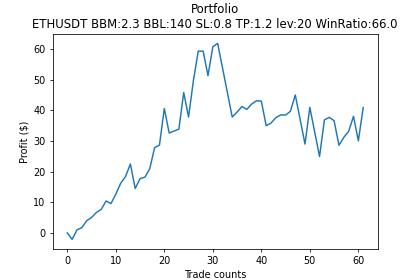 Portfolio
ETHUSDT BBM:2.3 BBL:140 SL:0.8 TP:1.2 lev:20 WinRatio:66.0
Profit ($)
60
50
40
30
20
10
0
0 10 20 30 40 50 60
Trade counts